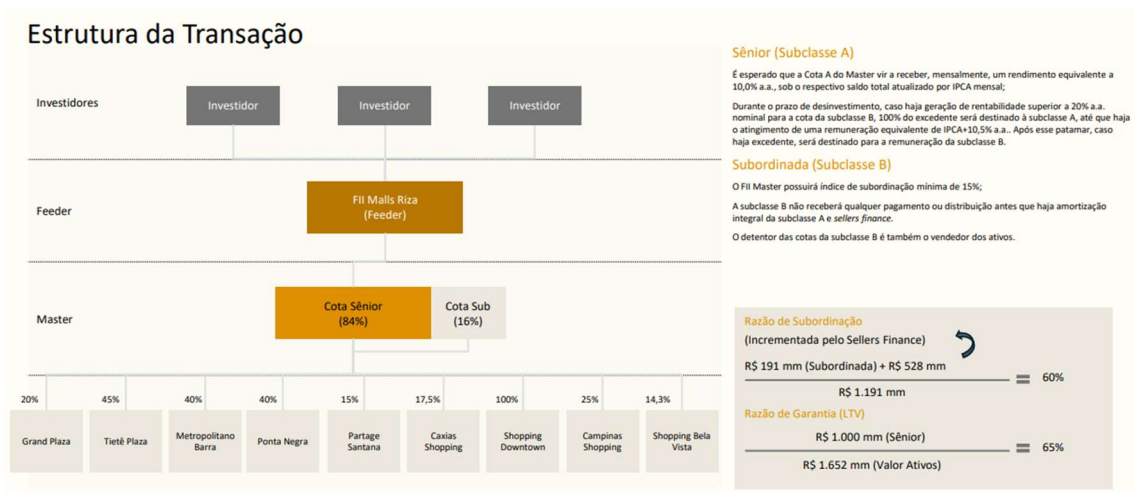 Estrutura da Transação
Investidores
Investidor
Investidor
Investidor
Feeder
FII Malls Riza
(Feeder)
Master
Cota Sênior
(84%)
Cota Sub
(16%)
20%
45%
40%
40%
15%
17,5%
100%
25%
14,3%
Grand Plaza
Tietê Plaza
Metropolitano
Barra
Ponta Negra
Partage
Santana
Caxias
Shopping
Shopping
Downtown
Campinas
Shopping
Shopping Bela
Vista
Sênior (Subclasse A)
É esperado que a Cota A do Master vir a receber, mensalmente, um rendimento equivalente a
10,0% a.a., sob o respectivo saldo total atualizado por IPCA mensal;
Durante o prazo de desinvestimento, caso haja geração de rentabilidade superior a 20% a.a.
nominal para a cota da subclasse B, 100% do excedente será destinado à subclasse A, até que haja
o atingimento de uma remuneração equivalente de IPCA+10,5% a.a.. Após esse patamar, caso
haja excedente, será destinado para a remuneração da subclasse B.
Subordinada (Subclasse B)
O FII Master possuirá índice de subordinação mínima de 15%;
A subclasse B não receberá qualquer pagamento ou distribuição antes que haja amortização
integral da subclasse A e sellers finance.
O detentor das cotas da subclasse B é também o vendedor dos ativos.
Razão de Subordinação
(Incrementada pelo Sellers Finance)
R$ 191 mm (Subordinada) + R$ 528 mm
R$ 1.191 mm
= 60%
Razão de Garantia (LTV)
R$ 1.000 mm (Sênior)
R$ 1.652 mm (Valor Ativos)
= 65%